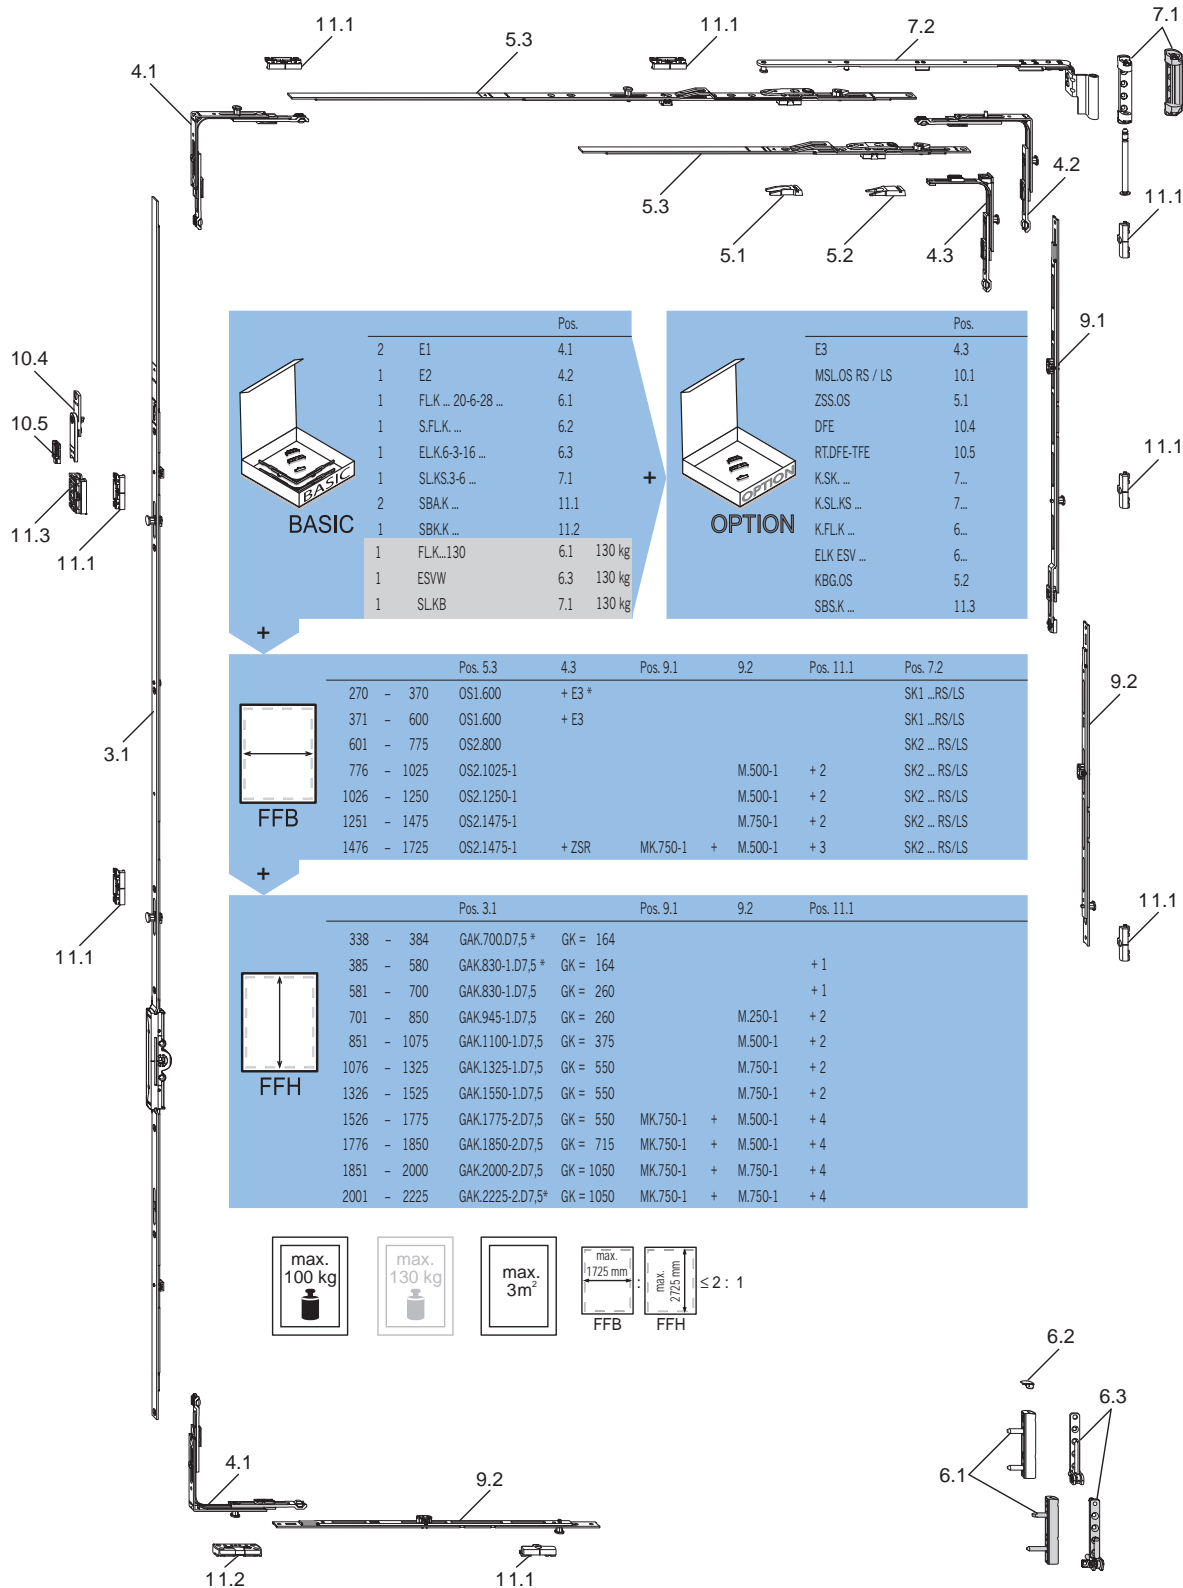 11.1
5.3
11.1
7.2
7.1
4.1
5.3
4.2
5.1
5.2
4.3
11.1
9.1
10.4
10.5
11.3
11.1
11.1
Pos.
2 E1 4.1
1 E2 4.2
1 FL.K ... 20-6-28 ... 6.1
1 S.FL.K. ... 6.2
1 EL.K.6-3-16 ... 6.3
1 SL.KS.3-6 ... 7.1
2 SBA.K ... 11.1
1 SBK.K ... 11.2
1 FL.K...130 6.1 130 kg
1 ESVW 6.3 130 kg
1 SL.KB 7.1 130 kg
BASIC
BASIC
+
Pos.
E3 4.3
MSL.OS RS / LS 10.1
ZSS.OS 5.1
DFE 10.4
RT.DFE-TFE 10.5
K.SK. ... 7...
K.SL.KS ... 7...
K.FL.K ... 6...
ELK ESV ... 6...
KBG.OS 5.2
SBS.K ... 11.3
OPTION
OPTION
+
Pos. 5.3 4.3 Pos. 9.1 9.2 Pos. 11.1 Pos. 7.2
270 – 370 OS1.600 + E3 * SK1 ...RS/LS
371 – 600 OS1.600 + E3 SK1 ...RS/LS
601 – 775 OS2.800 SK2 ... RS/LS
776 – 1025 OS2.1025-1 M.500-1 + 2 SK2 ... RS/LS
1026 – 1250 OS2.1250-1 M.500-1 + 2 SK2 ... RS/LS
1251 – 1475 OS2.1475-1 M.750-1 + 2 SK2 ... RS/LS
1476 – 1725 OS2.1475-1 + ZSR MK.750-1 + M.500-1 + 3 SK2 ... RS/LS
FFB
+
3.1
9.2
11.1
11.1
Pos. 3.1 Pos. 9.1 9.2 Pos. 11.1
338 – 384 GAK.700.D7,5 * GK = 164
385 – 580 GAK.830-1.D7,5 * GK = 164 + 1
581 – 700 GAK.830-1.D7,5 GK = 260 + 1
701 – 850 GAK.945-1.D7,5 GK = 260 M.250-1 + 2
851 – 1075 GAK.1100-1.D7,5 GK = 375 M.500-1 + 2
1076 – 1325 GAK.1325-1.D7,5 GK = 550 M.750-1 + 2
1326 – 1525 GAK.1550-1.D7,5 GK = 550 M.750-1 + 2
1526 – 1775 GAK.1775-2.D7,5 GK = 550 MK.750-1 + M.500-1 + 4
1776 – 1850 GAK.1850-2.D7,5 GK = 715 MK.750-1 + M.500-1 + 4
1851 – 2000 GAK.2000-2.D7,5 GK = 1050 MK.750-1 + M.750-1 + 4
2001 – 2225 GAK.2225-2.D7,5* GK = 1050 MK.750-1 + M.750-1 + 4
FFH
max.
100 kg
max.
130 kg
max.
3m²
max.
1725 mm
FFB
:
max.
2725 mm
FFH
≤ 2 : 1
6.2
6.3
6.1
4.1
9.2
11.2
11.1